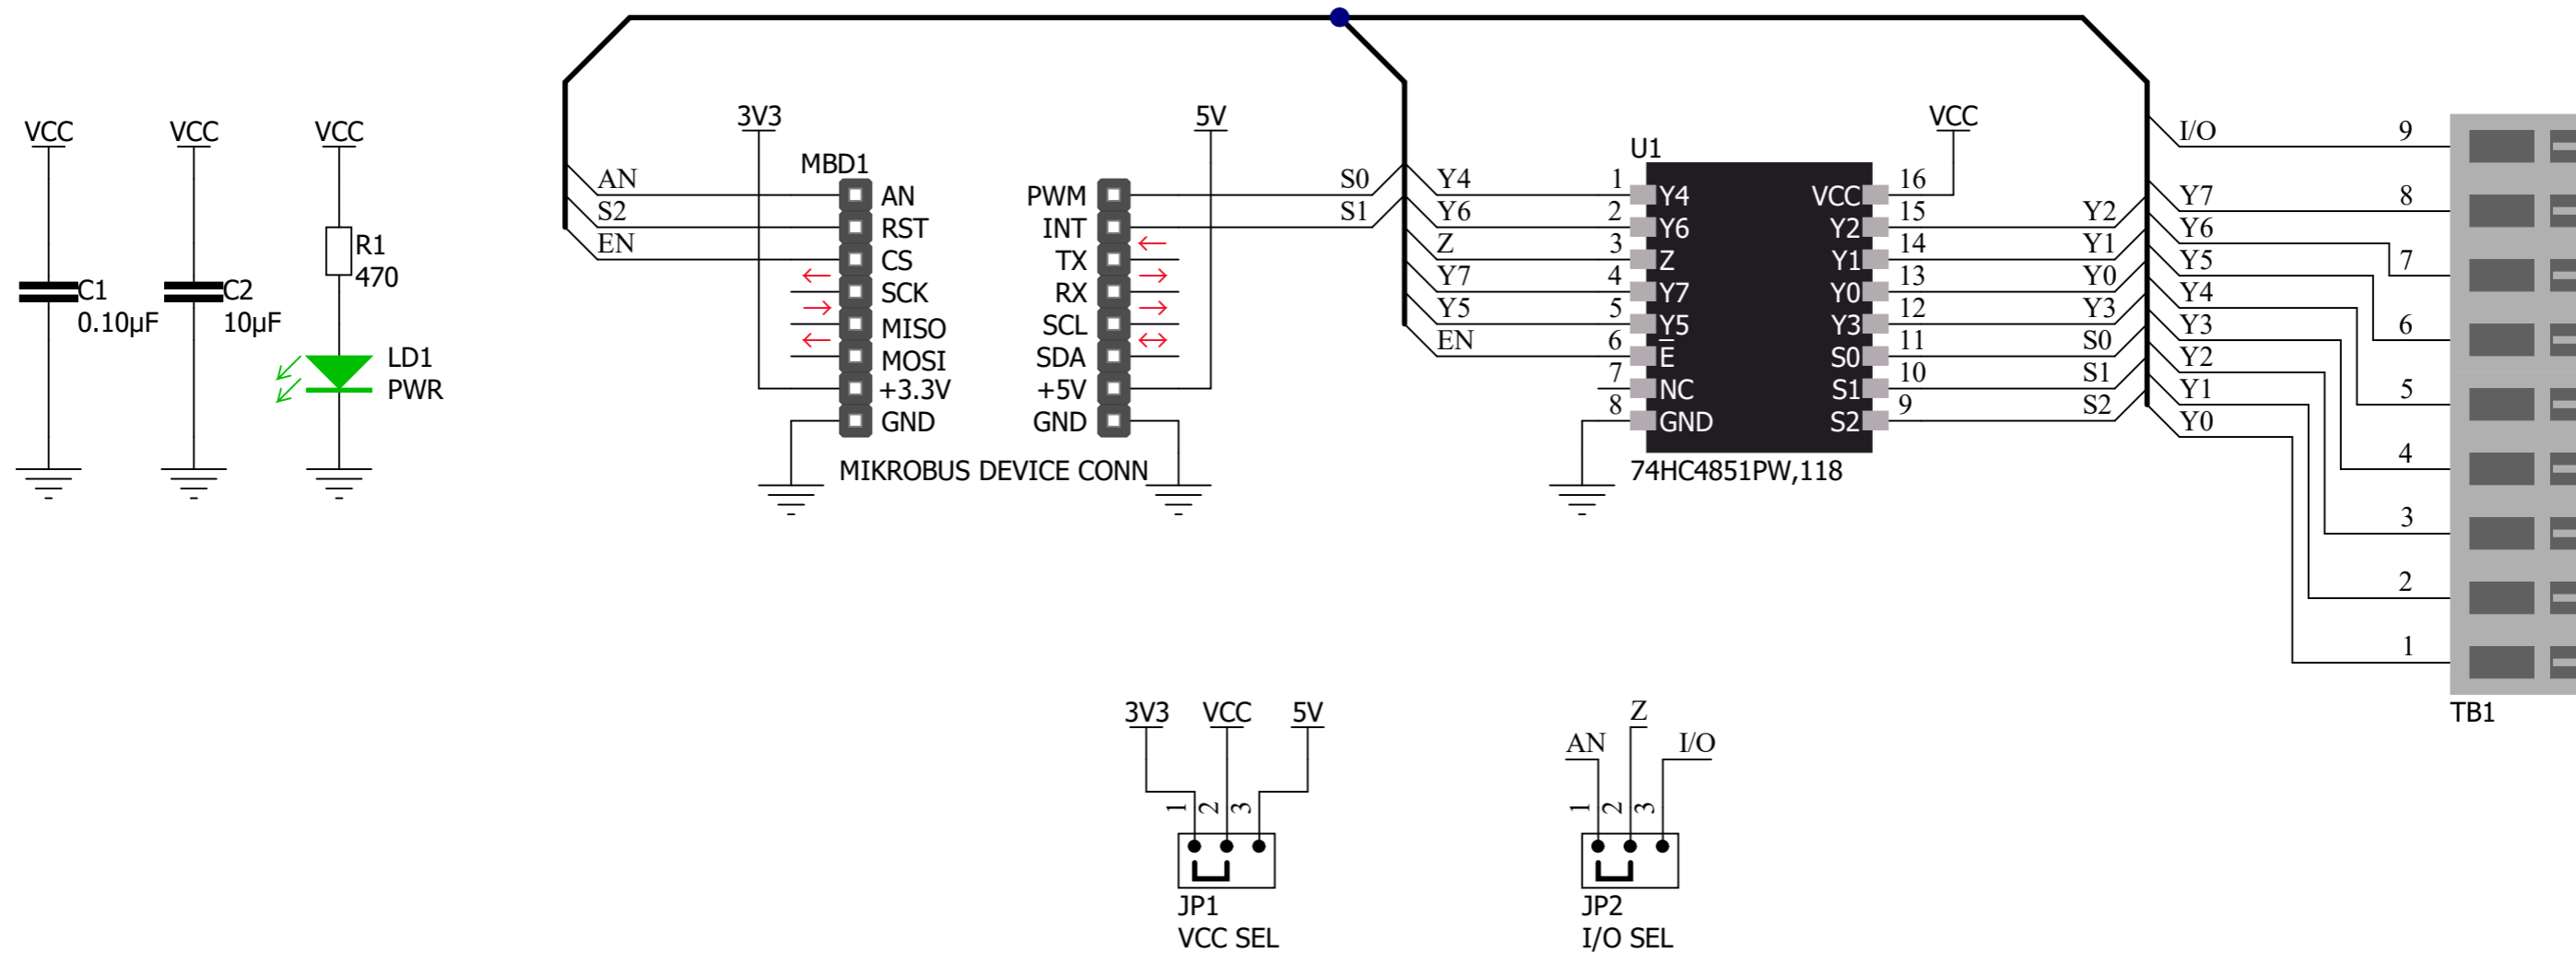 VCC
C1
0.10µF
VCC
C2
10µF
VCC
R1
470
LD1
PWR
3V3
5V
MBD1
AN
S2
EN
AN
RST
CS
SCK
MISO
MOSI
+3.3V
GND
PWM
INT
TX
RX
SCL
SDA
+5V
GND
MIKROBUS DEVICE CONN
S0
S1
Y4
Y6
Z
Y7
Y5
EN
1
2
3
4
5
6
7
8
U1
Y4
Y6
Z
Y7
Y5
E
NC
GND
VCC
Y2
Y1
Y0
Y3
S0
S1
S2
74HC4851PW,118
VCC
16
15
14
13
12
11
10
9
Y2
Y1
Y0
Y3
S0
S1
S2
I/O
Y7
Y6
Y5
Y4
Y3
Y2
Y1
Y0
9
8
7
6
5
4
3
2
1
TB1
3V3 VCC 5V
1 2 3
JP1
VCC SEL
AN Z I/O
1 2 3
JP2
I/O SEL